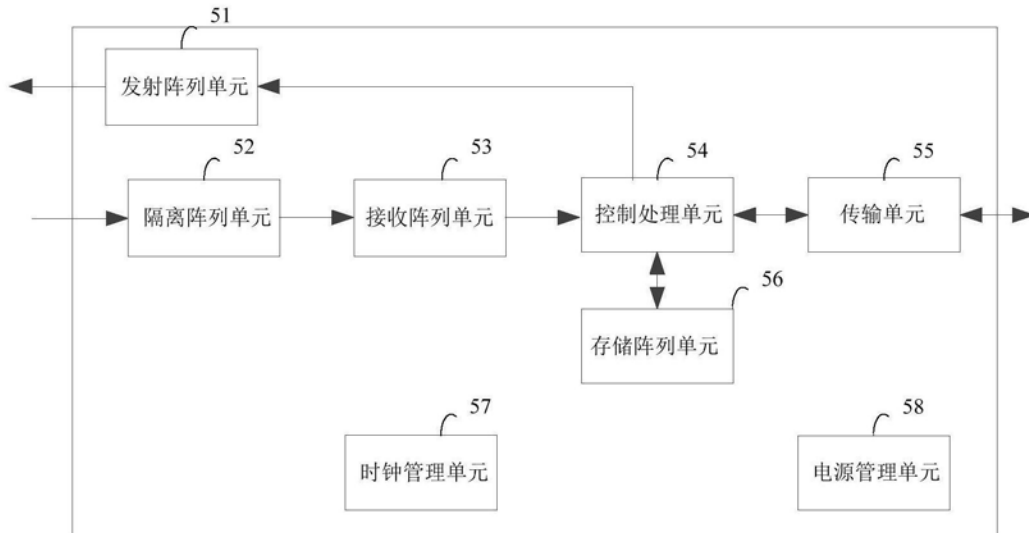 51
发射阵列单元
52
53
54
55
隔离阵列单元
接收阵列单元
控制处理单元
传输单元
56
存储阵列单元
57
58
时钟管理单元
电源管理单元